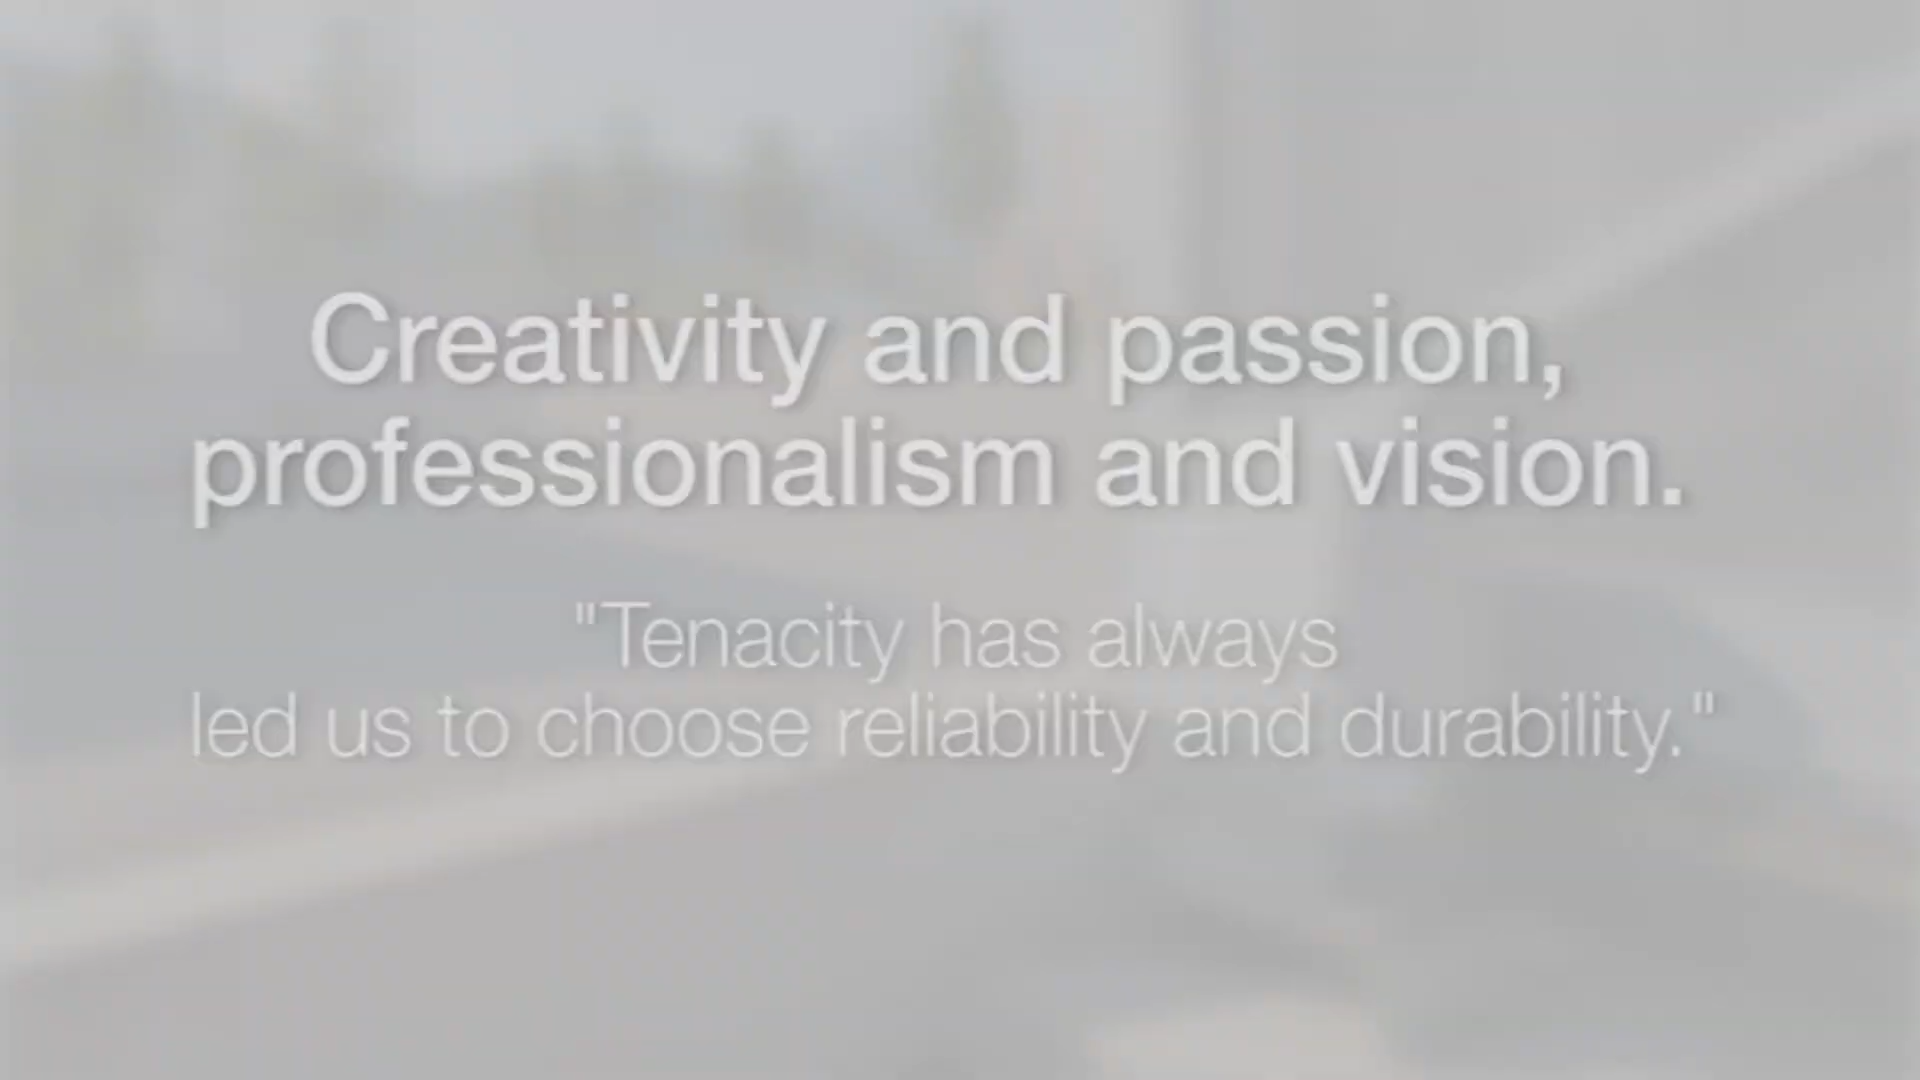 Creativity and passion,
professionalism and vision.
"Tenacity has always
led us to choose reliability and durability."